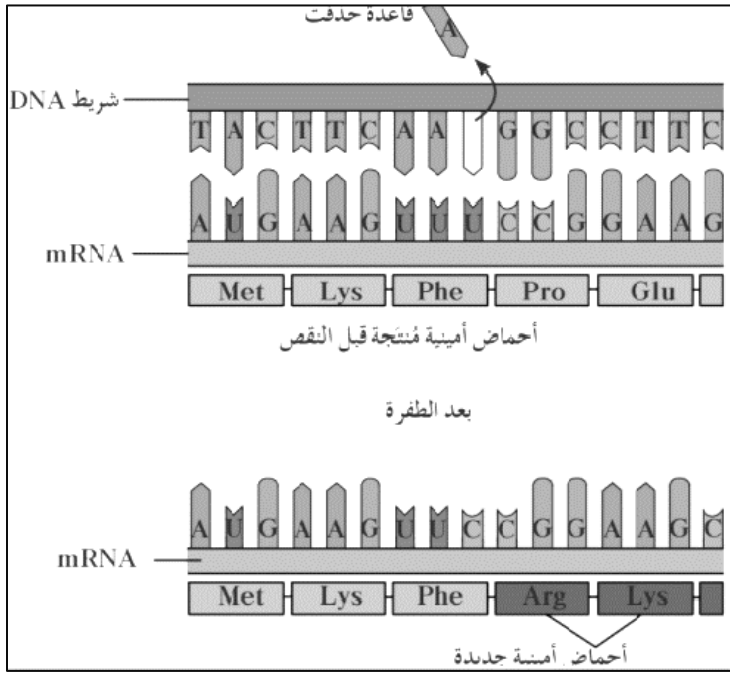 قاعدة حذفت
A
شريط DNA
T A C T T C A A G G C C T T C
A U G A A G U U U C C G G A A G
mRNA
Met Lys Phe Pro Glu
أحماض أمينية مُنتَجة قبل النقص
بعد الطفرة
A U G A A G U U C C G G A A G C
mRNA
Met Lys Phe Arg Lys
أحماض أمينية جديدة